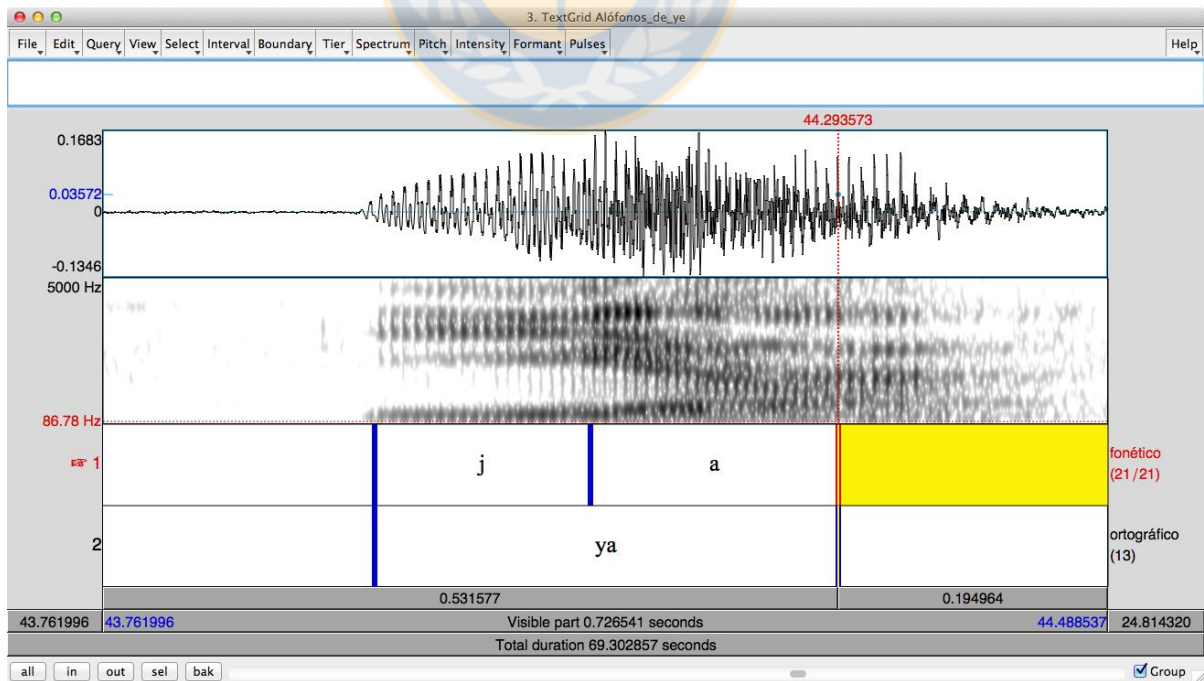 3. TextGrid Alófonos_de_ye
File Edit Query View Select Interval Boundary Tier Spectrum Pitch Intensity Formant Pulses Help
44.293573
0.1683
0.03572
0
-0.1346
5000 Hz
86.78 Hz
☞ 1 j a fonético
(21/21)
2 ya ortográfico
(13)
0.531577 0.194964
43.761996 43.761996 Visible part 0.726541 seconds 44.488537 24.814320
Total duration 69.302857 seconds
all in out sel bak Group